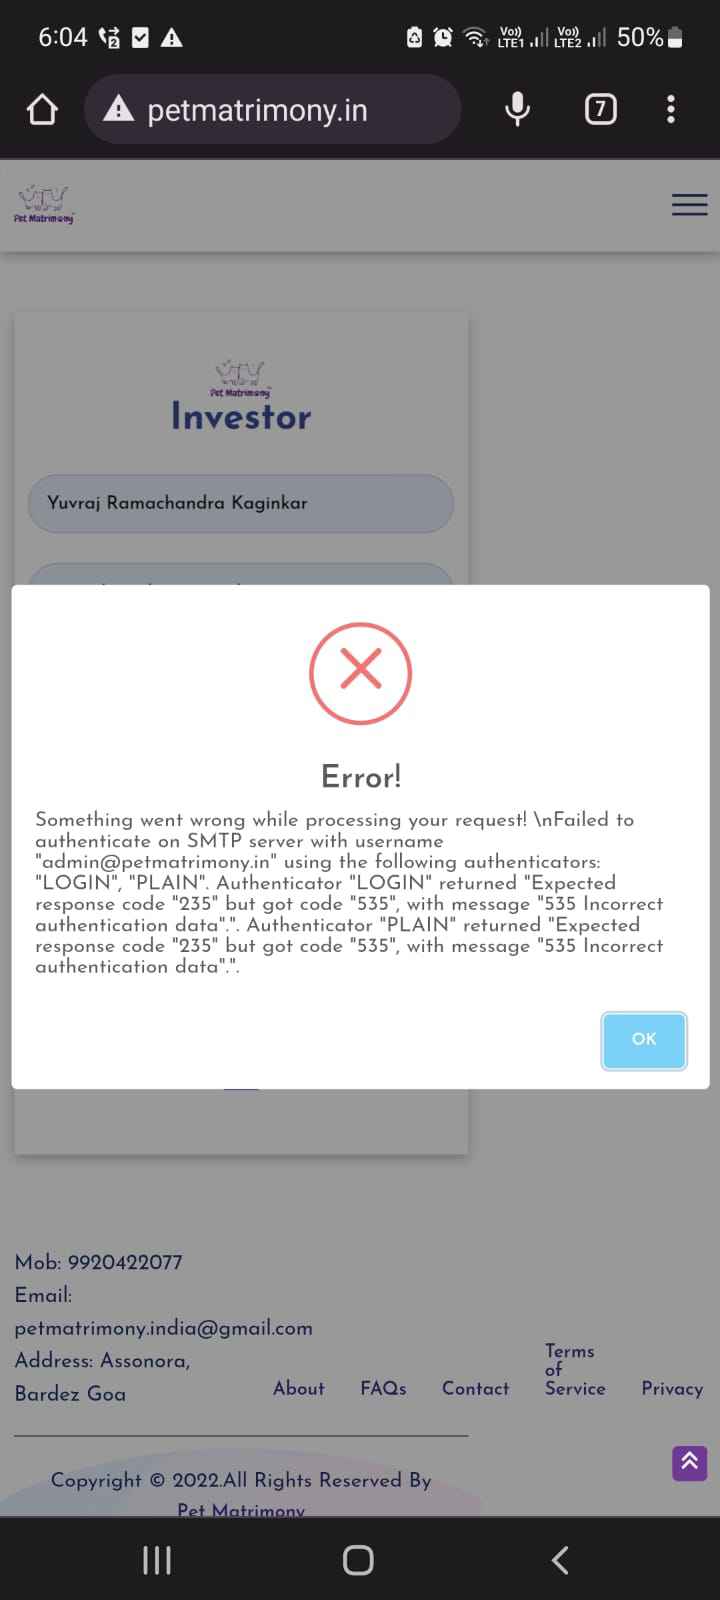 6:04
Vo)) LTE1 Vo)) LTE2 50%
petmatrimony.in
7
Pet Matrimony
Pet Matrimony
Investor
Yuvraj Ramachandra Kaginkar
Error!
Something went wrong while processing your request! \nFailed to
authenticate on SMTP server with username
"admin@petmatrimony.in" using the following authenticators:
"LOGIN", "PLAIN". Authenticator "LOGIN" returned "Expected
response code "235" but got code "535", with message "535 Incorrect
authentication data".". Authenticator "PLAIN" returned "Expected
response code "235" but got code "535", with message "535 Incorrect
authentication data".".
OK
Mob: 9920422077
Email:
petmatrimony.india@gmail.com
Address: Assonora,
Bardez Goa
About FAQs Contact
Terms
of
Service
Privacy
Copyright © 2022.All Rights Reserved By
Pet Matrimony